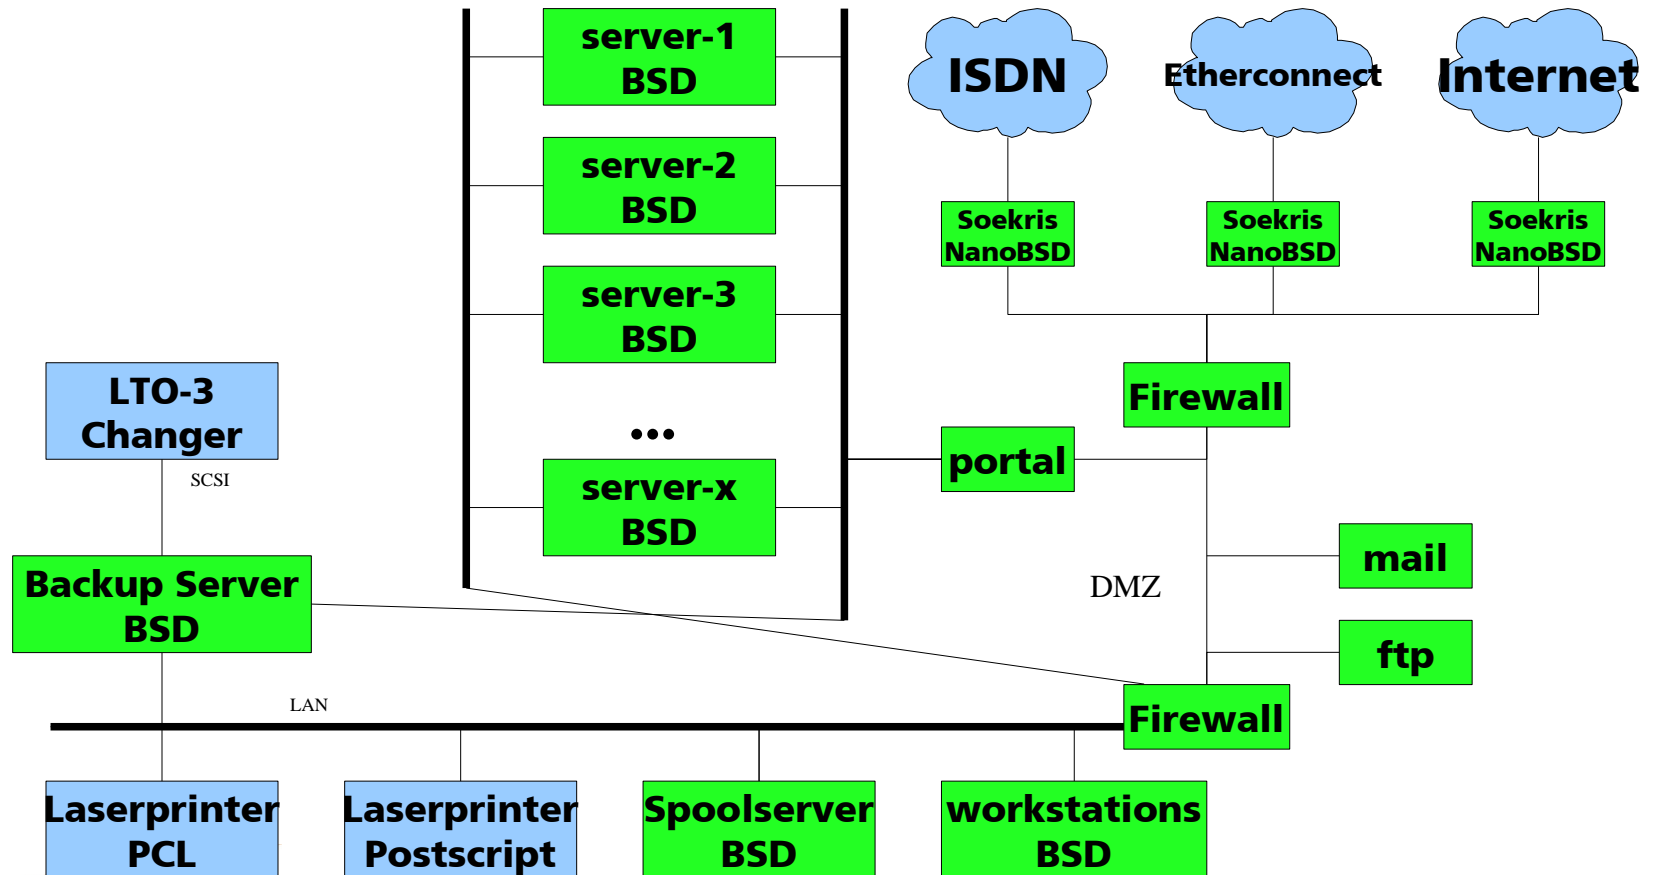 server-1
BSD
ISDN
Etherconnect
Internet
server-2
BSD
Soekris
NanoBSD
Soekris
NanoBSD
Soekris
NanoBSD
server-3
BSD
LTO-3
Changer
Firewall
...
portal
SCSI
server-x
BSD
mail
Backup Server
BSD
DMZ
ftp
LAN
Firewall
Laserprinter
PCL
Laserprinter
Postscript
Spoolserver
BSD
workstations
BSD